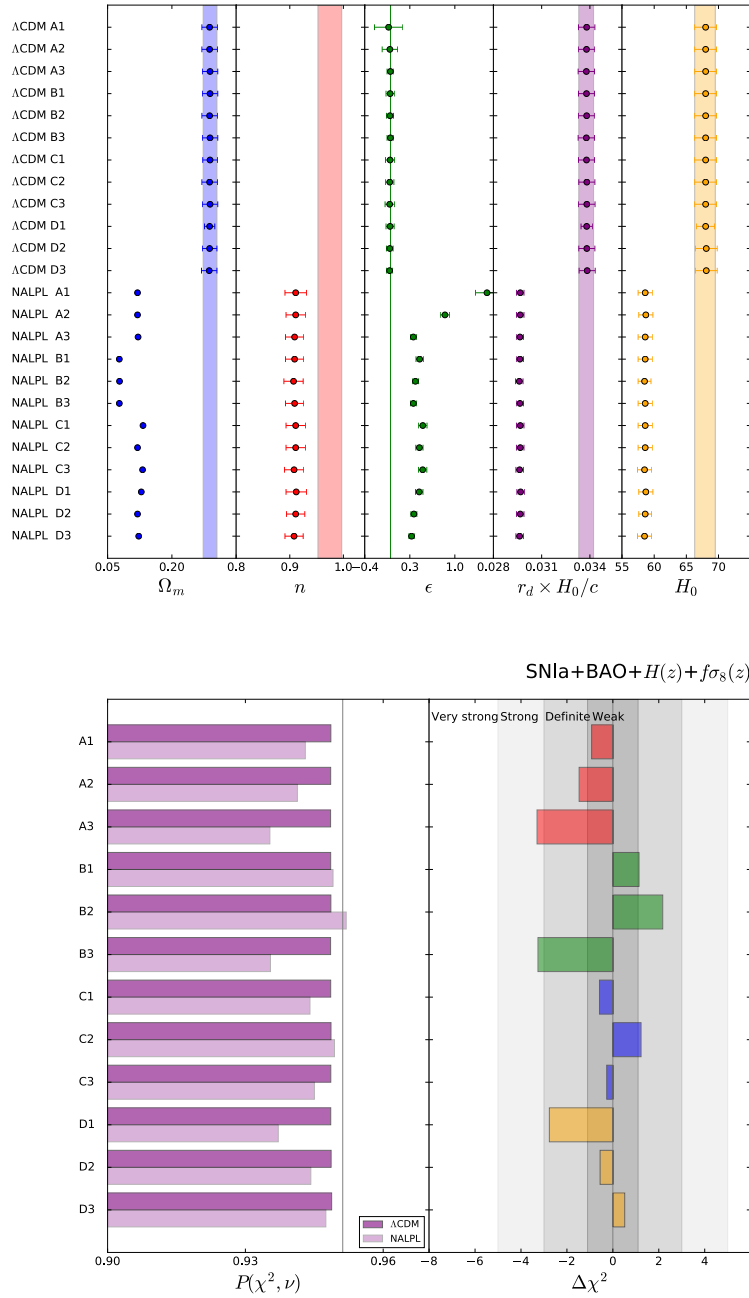 ΛCDM A1
ΛCDM A2
ΛCDM A3
ΛCDM B1
ΛCDM B2
ΛCDM B3
ΛCDM C1
ΛCDM C2
ΛCDM C3
ΛCDM D1
ΛCDM D2
ΛCDM D3
NALPL A1
NALPL A2
NALPL A3
NALPL B1
NALPL B2
NALPL B3
NALPL C1
NALPL C2
NALPL C3
NALPL D1
NALPL D2
NALPL D3
0.05 0.20 0.8 1.0 −0.4 0.3 1.0 0.028 0.031 0.034 55 60 65 70
Ωm n ϵ rd × H0/c H0
SNIa+BAO+H(z)+fσ8(z)
Very strong Strong Definite Weak
A1
A2
A3
B1
B2
B3
C1
C2
C3
D1
D2
D3
ΛCDM
NALPL
0.90 0.93 0.96 −8 −6 −4 −2 0 2 4
P(χ², ν) Δχ²